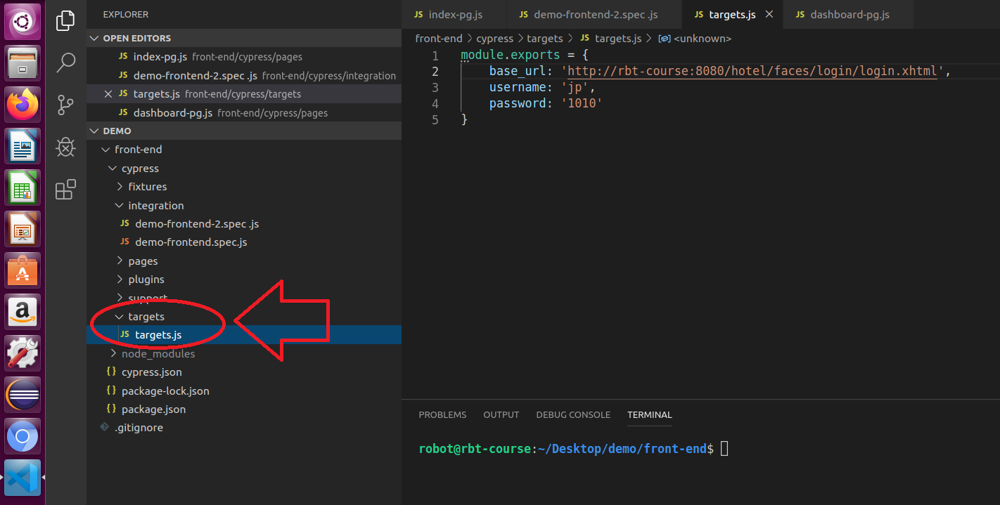 EXPLORER
OPEN EDITORS
JS index-pg.js front-end/cypress/pages
JS demo-frontend-2.spec .js front-end/cypress/integration
JS targets.js front-end/cypress/targets
JS dashboard-pg.js front-end/cypress/pages
DEMO
front-end
cypress
fixtures
integration
JS demo-frontend-2.spec .js
JS demo-frontend.spec.js
pages
plugins
support
targets
JS targets.js
node_modules
{} cypress.json
{} package-lock.json
{} package.json
.gitignore
JS index-pg.js JS demo-frontend-2.spec .js JS targets.js JS dashboard-pg.js
front-end > cypress > targets > JS targets.js > <unknown>
1 module.exports = {
2 base_url: 'http://rbt-course:8080/hotel/faces/login/login.xhtml',
3 username: 'jp',
4 password: '1010'
5 }
PROBLEMS OUTPUT DEBUG CONSOLE TERMINAL
robot@rbt-course:~/Desktop/demo/front-end$
A
a